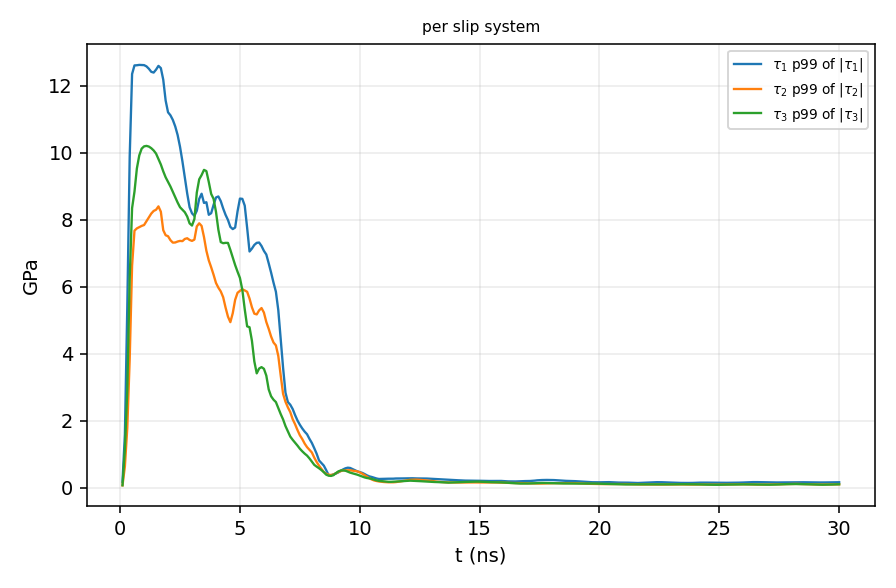 per slip system
τ₁ p99 of |τ₁|
τ₂ p99 of |τ₂|
τ₃ p99 of |τ₃|
GPa
12
10
8
6
4
2
0
0 5 10 15 20 25 30
t (ns)